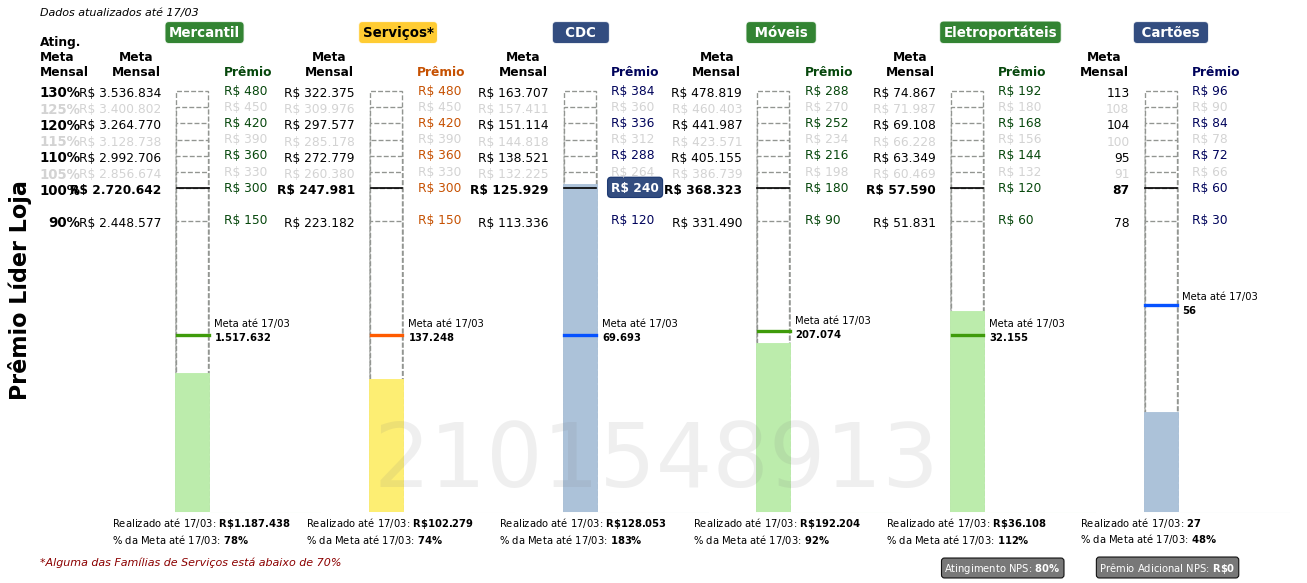 Dados atualizados até 17/03
Mercantil Serviços* CDC Móveis Eletroportáteis Cartões
Ating. Meta Mensal Meta Mensal Prêmio Meta Mensal Prêmio Meta Mensal Prêmio Meta Mensal Prêmio Meta Mensal Prêmio Meta Mensal Prêmio
130% R$ 3.536.834 R$ 480 R$ 322.375 R$ 480 R$ 163.707 R$ 384 R$ 478.819 R$ 288 R$ 74.867 R$ 192 113 R$ 96
125% R$ 3.400.802 R$ 450 R$ 309.976 R$ 450 R$ 157.411 R$ 360 R$ 460.403 R$ 270 R$ 71.987 R$ 180 108 R$ 90
120% R$ 3.264.770 R$ 420 R$ 297.577 R$ 420 R$ 151.114 R$ 336 R$ 441.987 R$ 252 R$ 69.108 R$ 168 104 R$ 84
115% R$ 3.128.738 R$ 390 R$ 285.178 R$ 390 R$ 144.818 R$ 312 R$ 423.571 R$ 234 R$ 66.228 R$ 156 100 R$ 78
110% R$ 2.992.706 R$ 360 R$ 272.779 R$ 360 R$ 138.521 R$ 288 R$ 405.155 R$ 216 R$ 63.349 R$ 144 95 R$ 72
105% R$ 2.856.674 R$ 330 R$ 260.380 R$ 330 R$ 132.225 R$ 264 R$ 386.739 R$ 198 R$ 60.469 R$ 132 91 R$ 66
100% R$ 2.720.642 R$ 300 R$ 247.981 R$ 300 R$ 125.929 R$ 240 R$ 368.323 R$ 180 R$ 57.590 R$ 120 87 R$ 60
90% R$ 2.448.577 R$ 150 R$ 223.182 R$ 150 R$ 113.336 R$ 120 R$ 331.490 R$ 90 R$ 51.831 R$ 60 78 R$ 30
Prêmio Líder Loja
Meta até 17/03 Meta até 17/03 Meta até 17/03 Meta até 17/03 Meta até 17/03 Meta até 17/03
1.517.632 137.248 69.693 207.074 32.155 56
2101548913
Realizado até 17/03: R$1.187.438 Realizado até 17/03: R$102.279 Realizado até 17/03: R$128.053 Realizado até 17/03: R$192.204 Realizado até 17/03: R$36.108 Realizado até 17/03: 27
% da Meta até 17/03: 78% % da Meta até 17/03: 74% % da Meta até 17/03: 183% % da Meta até 17/03: 92% % da Meta até 17/03: 112% % da Meta até 17/03: 48%
*Alguma das Famílias de Serviços está abaixo de 70% Atingimento NPS: 80% Prêmio Adicional NPS: R$0